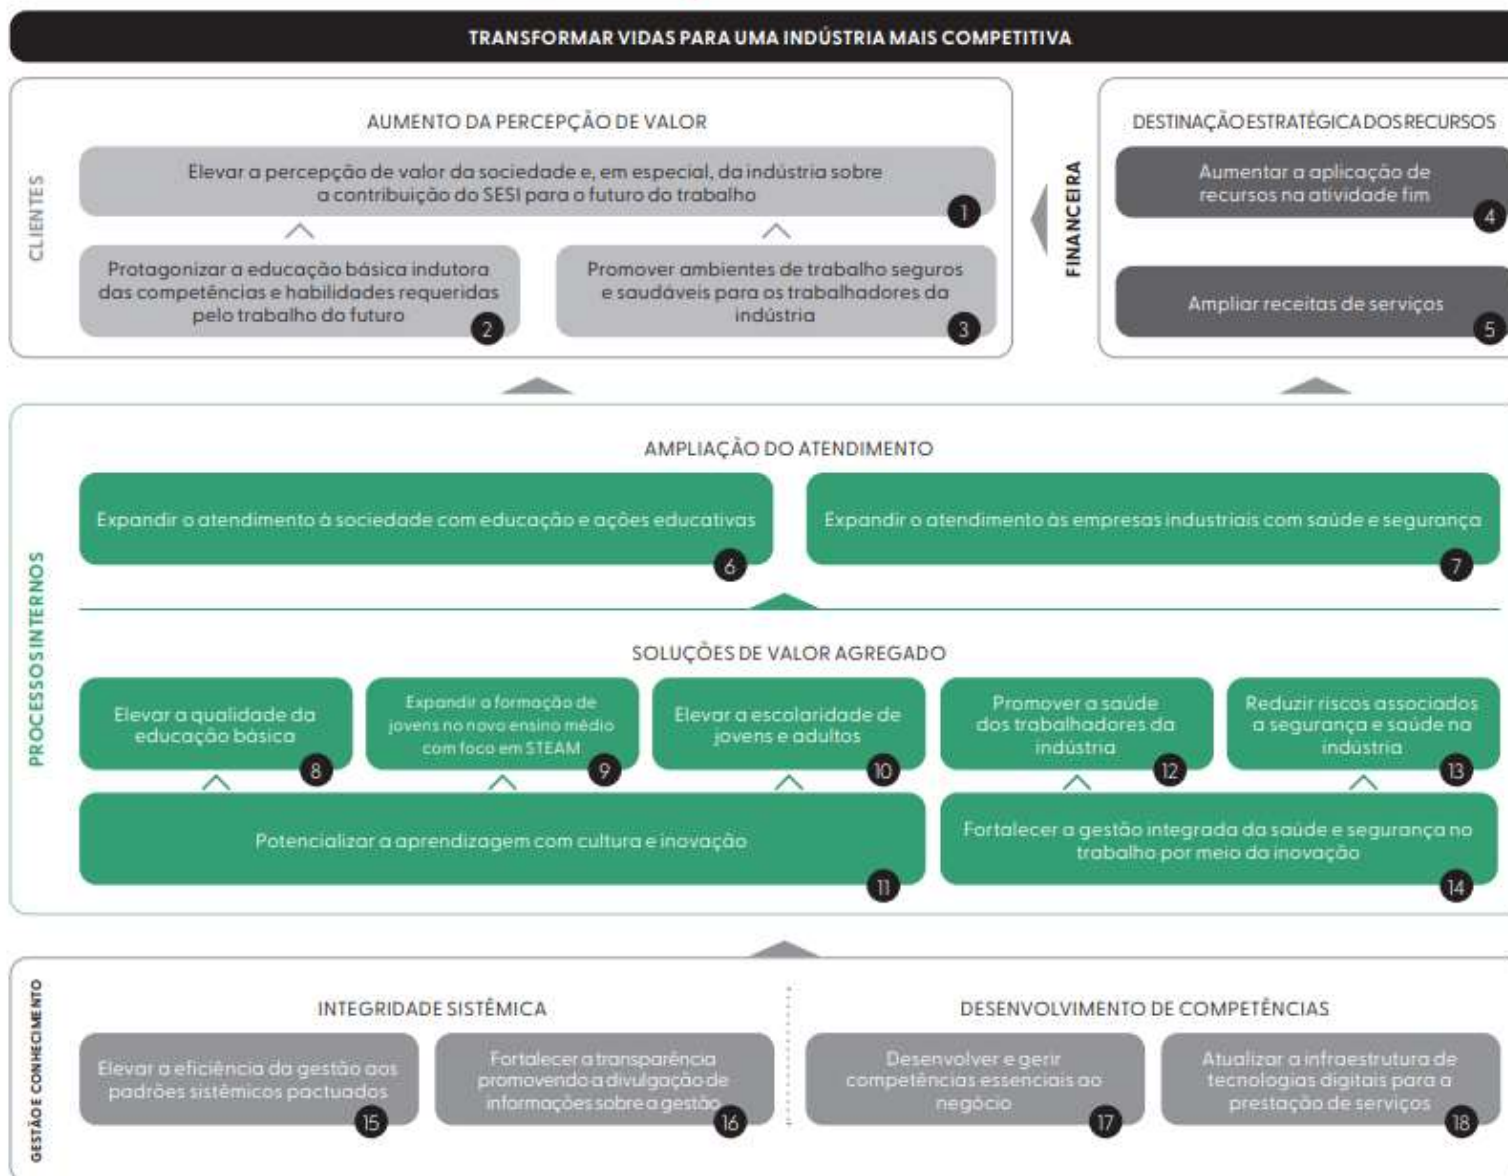 TRANSFORMAR VIDAS PARA UMA INDÚSTRIA MAIS COMPETITIVA
CLIENTES
AUMENTO DA PERCEPÇÃO DE VALOR
Elevar a percepção de valor da sociedade e, em especial, da indústria sobre
a contribuição do SESI para o futuro do trabalho
1
Protagonizar a educação básica indutora
das competências e habilidades requeridas
pelo trabalho do futuro
2
Promover ambientes de trabalho seguros
e saudáveis para os trabalhadores da
indústria
3
FINANCEIRA
DESTINAÇÃO ESTRATÉGICA DOS RECURSOS
Aumentar a aplicação de
recursos na atividade fim
4
Ampliar receitas de serviços
5
PROCESSOS INTERNOS
AMPLIAÇÃO DO ATENDIMENTO
Expandir o atendimento à sociedade com educação e ações educativas
6
Expandir o atendimento às empresas industriais com saúde e segurança
7
SOLUÇÕES DE VALOR AGREGADO
Elevar a qualidade da
educação básica
8
Expandir a formação de
jovens no novo ensino médio
com foco em STEAM
9
Elevar a escolaridade de
jovens e adultos
10
Promover a saúde
dos trabalhadores da
indústria
12
Reduzir riscos associados
a segurança e saúde na
indústria
13
Potencializar a aprendizagem com cultura e inovação
11
Fortalecer a gestão integrada da saúde e segurança no
trabalho por meio da inovação
14
GESTÃO E CONHECIMENTO
INTEGRIDADE SISTÊMICA
Elevar a eficiência da gestão aos
padrões sistêmicos pactuados
15
Fortalecer a transparência
promovendo a divulgação de
informações sobre a gestão
16
DESENVOLVIMENTO DE COMPETÊNCIAS
Desenvolver e gerir
competências essenciais ao
negócio
17
Atualizar a infraestrutura de
tecnologias digitais para a
prestação de serviços
18